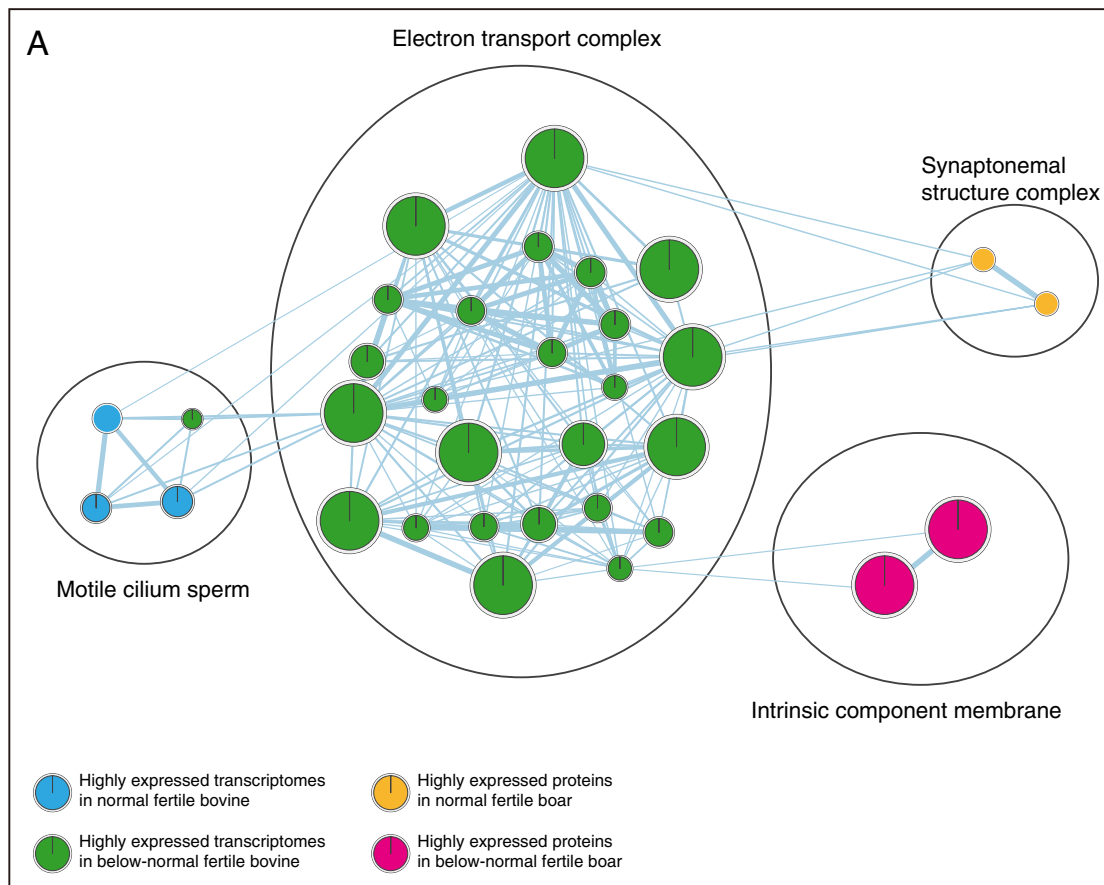 A
Electron transport complex
Synaptonemal
structure complex
Motile cilium sperm
Intrinsic component membrane
Highly expressed transcriptomes
in normal fertile bovine
Highly expressed proteins
in normal fertile boar
Highly expressed transcriptomes
in below-normal fertile bovine
Highly expressed proteins
in below-normal fertile boar